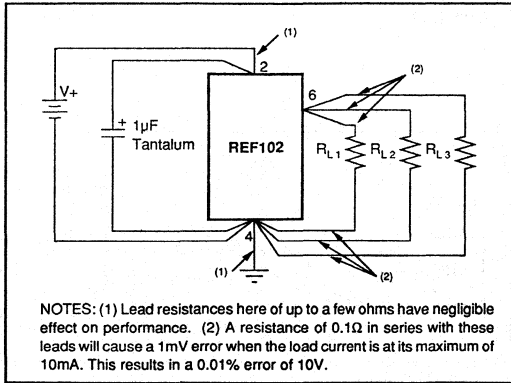 (1)
2
V+
+
1µF
Tantalum
REF102
6
(2)
R L1
R L2
R L3
4
(1)
(2)
NOTES: (1) Lead resistances here of up to a few ohms have negligible
effect on performance. (2) A resistance of 0.1Ω in series with these
leads will cause a 1mV error when the load current is at its maximum of
10mA. This results in a 0.01% error of 10V.